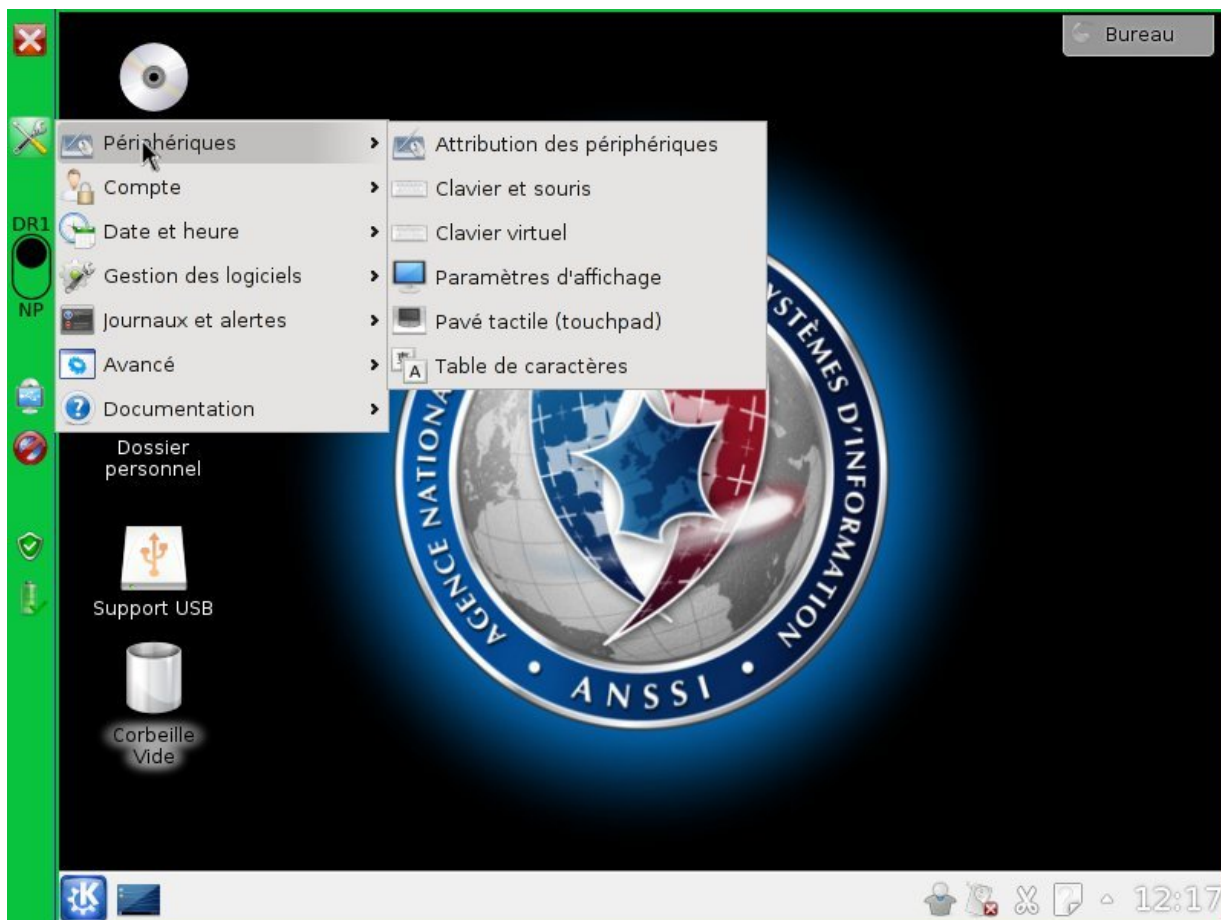 Bureau
Périphériques
Compte
Date et heure
Gestion des logiciels
Journaux et alertes
Avancé
Documentation
Attribution des périphériques
Clavier et souris
Clavier virtuel
Paramètres d'affichage
Pavé tactile (touchpad)
Table de caractères
DR1
NP
Dossier
personnel
Support USB
Corbeille
Vide
AGENCE NATIONA
SYSTÈMES D'INFORMATION
ANSSI
12:17